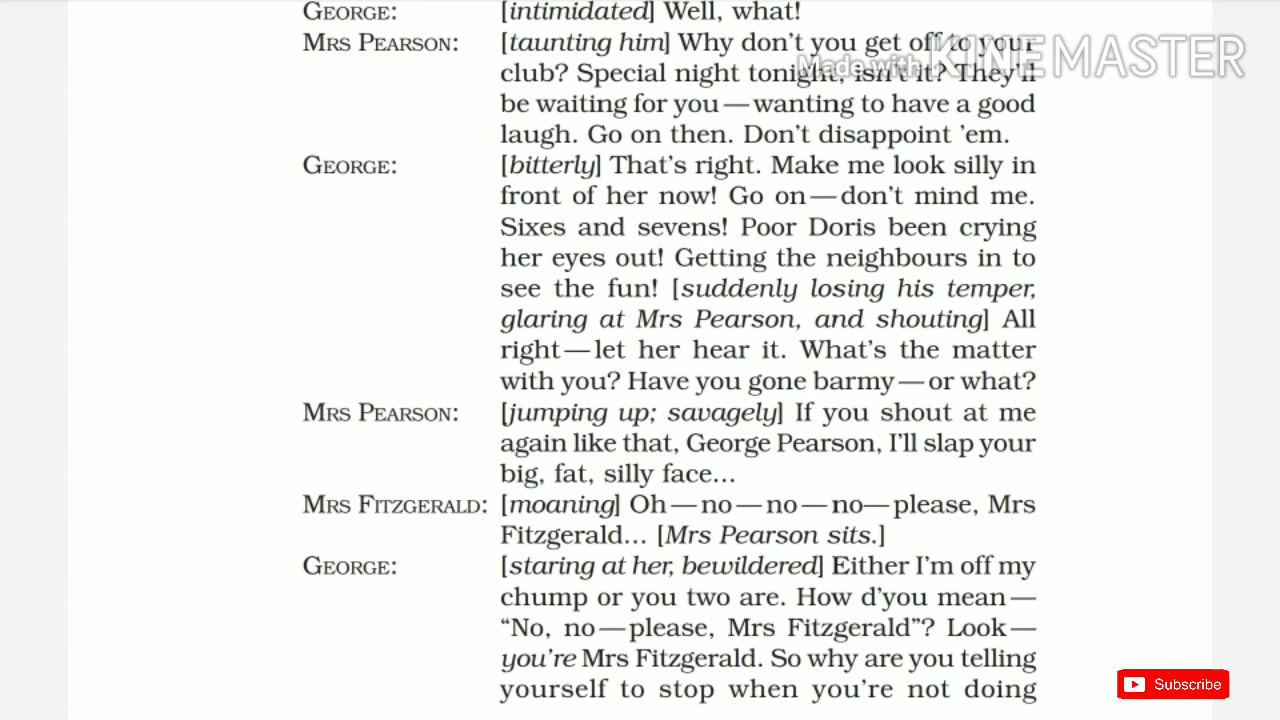 GEORGE: [intimidated] Well, what!
MRS PEARSON: [taunting him] Why don't you get off to your
Made with KINEMASTER
club? Special night tonight, isn't it? They'll
be waiting for you—wanting to have a good
laugh. Go on then. Don't disappoint 'em.
GEORGE: [bitterly] That's right. Make me look silly in
front of her now! Go on—don't mind me.
Sixes and sevens! Poor Doris been crying
her eyes out! Getting the neighbours in to
see the fun! [suddenly losing his temper,
glaring at Mrs Pearson, and shouting] All
right—let her hear it. What's the matter
with you? Have you gone barmy—or what?
MRS PEARSON: [jumping up; savagely] If you shout at me
again like that, George Pearson, I'll slap your
big, fat, silly face...
MRS FITZGERALD: [moaning] Oh—no—no—no—please, Mrs
Fitzgerald... [Mrs Pearson sits.]
GEORGE: [staring at her, bewildered] Either I'm off my
chump or you two are. How d'you mean—
“No, no—please, Mrs Fitzgerald”? Look—
you're Mrs Fitzgerald. So why are you telling
yourself to stop when you're not doing
Subscribe